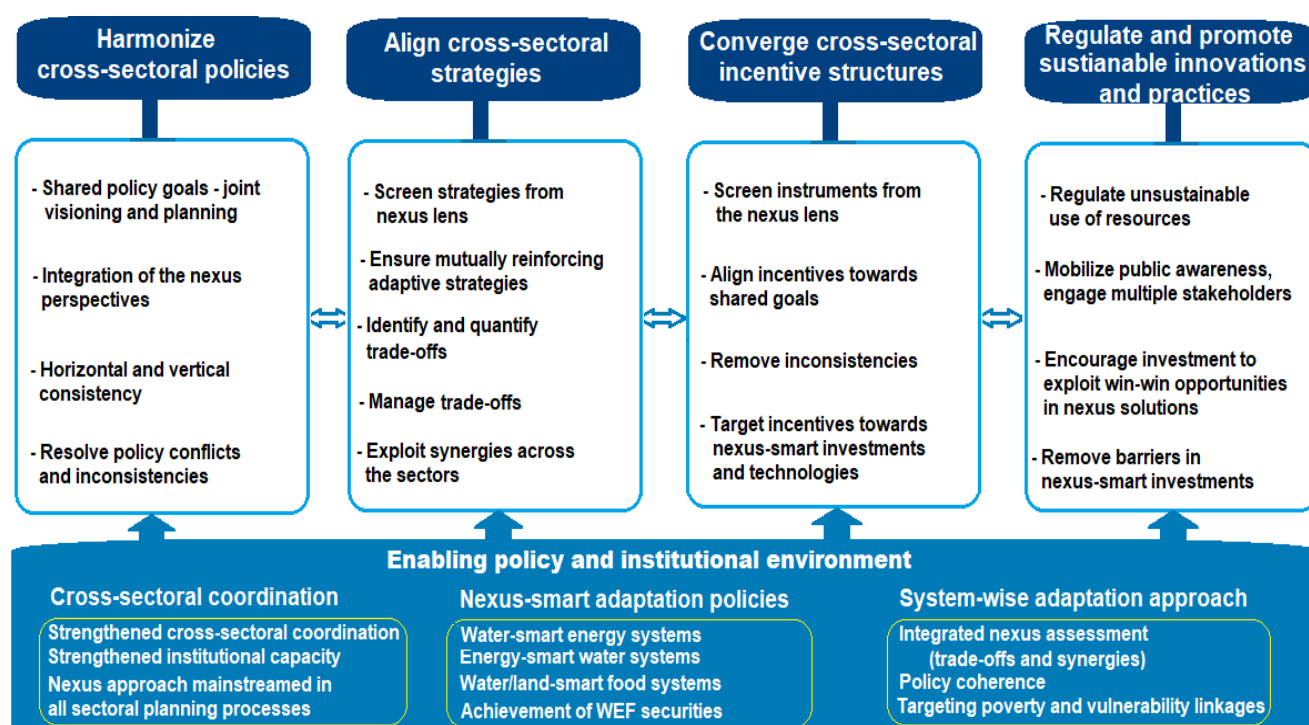 Harmonize
cross-sectoral policies
- Shared policy goals - joint
visioning and planning
- Integration of the nexus
perspectives
- Horizontal and vertical
consistency
- Resolve policy conflicts
and inconsistencies
Align cross-sectoral
strategies
- Screen strategies from
nexus lens
- Ensure mutually reinforcing
adaptive strategies
- Identify and quantify
trade-offs
- Manage trade-offs
- Exploit synergies across
the sectors
Converge cross-sectoral
incentive structures
- Screen instruments from
the nexus lens
- Align incentives towards
shared goals
- Remove inconsistencies
- Target incentives towards
nexus-smart investments
and technologies
Regulate and promote
sustianable innovations
and practices
- Regulate unsustainable
use of resources
- Mobilize public awareness,
engage multiple stakeholders
- Encourage investment to
exploit win-win opportunities
in nexus solutions
- Remove barriers in
nexus-smart investments
Enabling policy and institutional environment
Cross-sectoral coordination
Strengthened cross-sectoral coordination
Strengthened institutional capacity
Nexus approach mainstreamed in
all sectoral planning processes
Nexus-smart adaptation policies
Water-smart energy systems
Energy-smart water systems
Water/land-smart food systems
Achievement of WEF securities
System-wise adaptation approach
Integrated nexus assessment
(trade-offs and synergies)
Policy coherence
Targeting poverty and vulnerability linkages